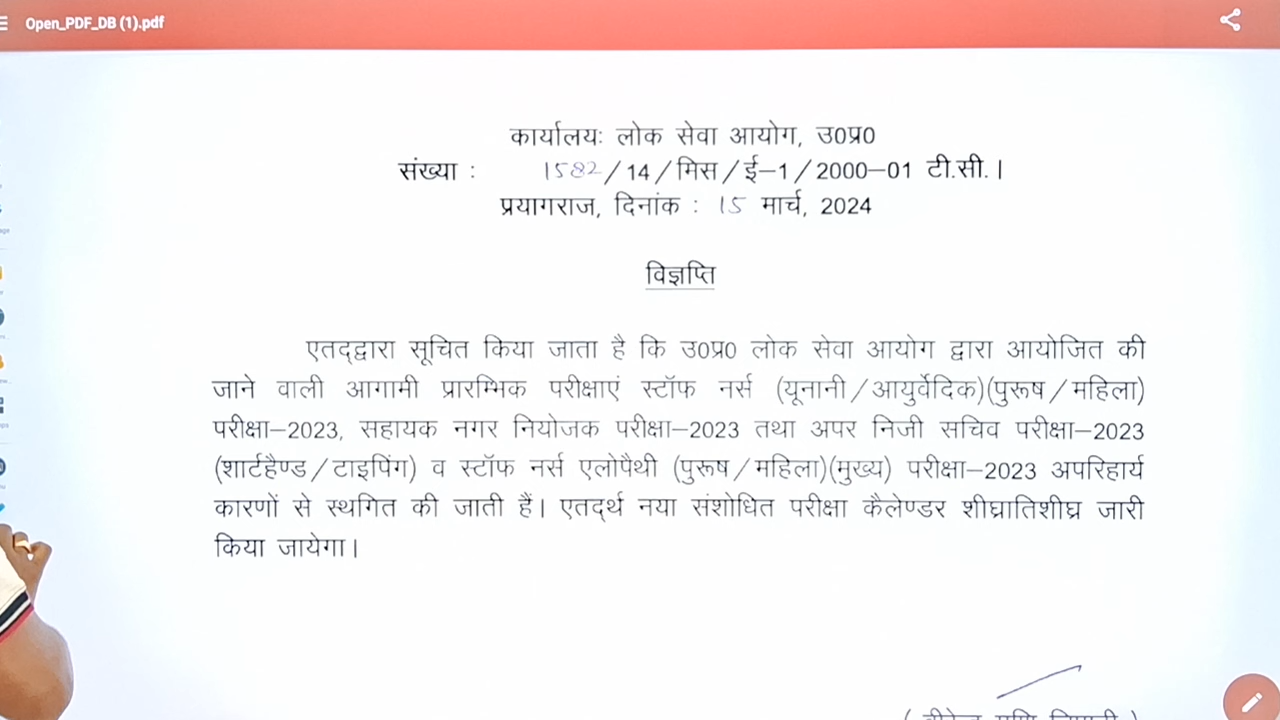 Open_PDF_DB (1).pdf
कार्यालयः लोक सेवा आयोग, उ0प्र0
संख्या : 1582/14/मिस/ई–1/2000–01 टी.सी.।
प्रयागराज, दिनांक : 15 मार्च, 2024
विज्ञप्ति
एतद्द्वारा सूचित किया जाता है कि उ0प्र0 लोक सेवा आयोग द्वारा आयोजित की
जाने वाली आगामी प्रारम्भिक परीक्षाएं स्टॉफ नर्स (यूनानी/आयुर्वेदिक)(पुरूष/महिला)
परीक्षा–2023, सहायक नगर नियोजक परीक्षा–2023 तथा अपर निजी सचिव परीक्षा–2023
(शार्टहैण्ड/टाइपिंग) व स्टॉफ नर्स एलोपैथी (पुरूष/महिला)(मुख्य) परीक्षा–2023 अपरिहार्य
कारणों से स्थगित की जाती हैं। एतदर्थ नया संशोधित परीक्षा कैलेण्डर शीघ्रातिशीघ्र जारी
किया जायेगा।